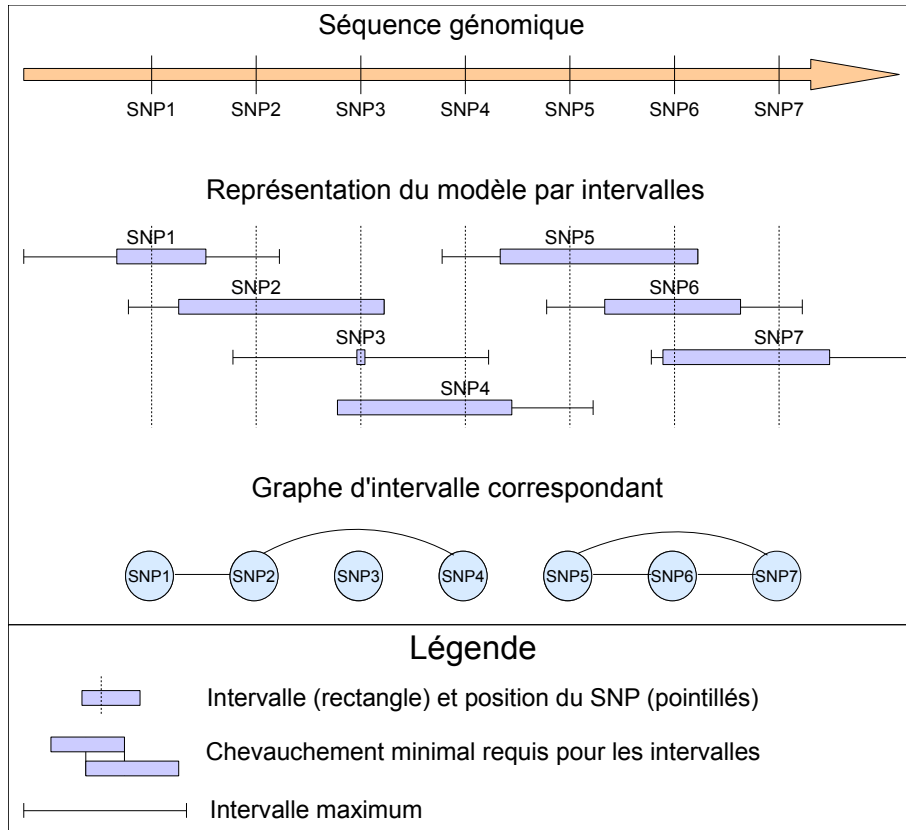 Séquence génomique
SNP1 SNP2 SNP3 SNP4 SNP5 SNP6 SNP7
Représentation du modèle par intervalles
SNP1 SNP5
SNP2 SNP6
SNP3 SNP7
SNP4
Graphe d'intervalle correspondant
SNP1 SNP2 SNP3 SNP4 SNP5 SNP6 SNP7
Légende
Intervalle (rectangle) et position du SNP (pointillés)
Chevauchement minimal requis pour les intervalles
Intervalle maximum